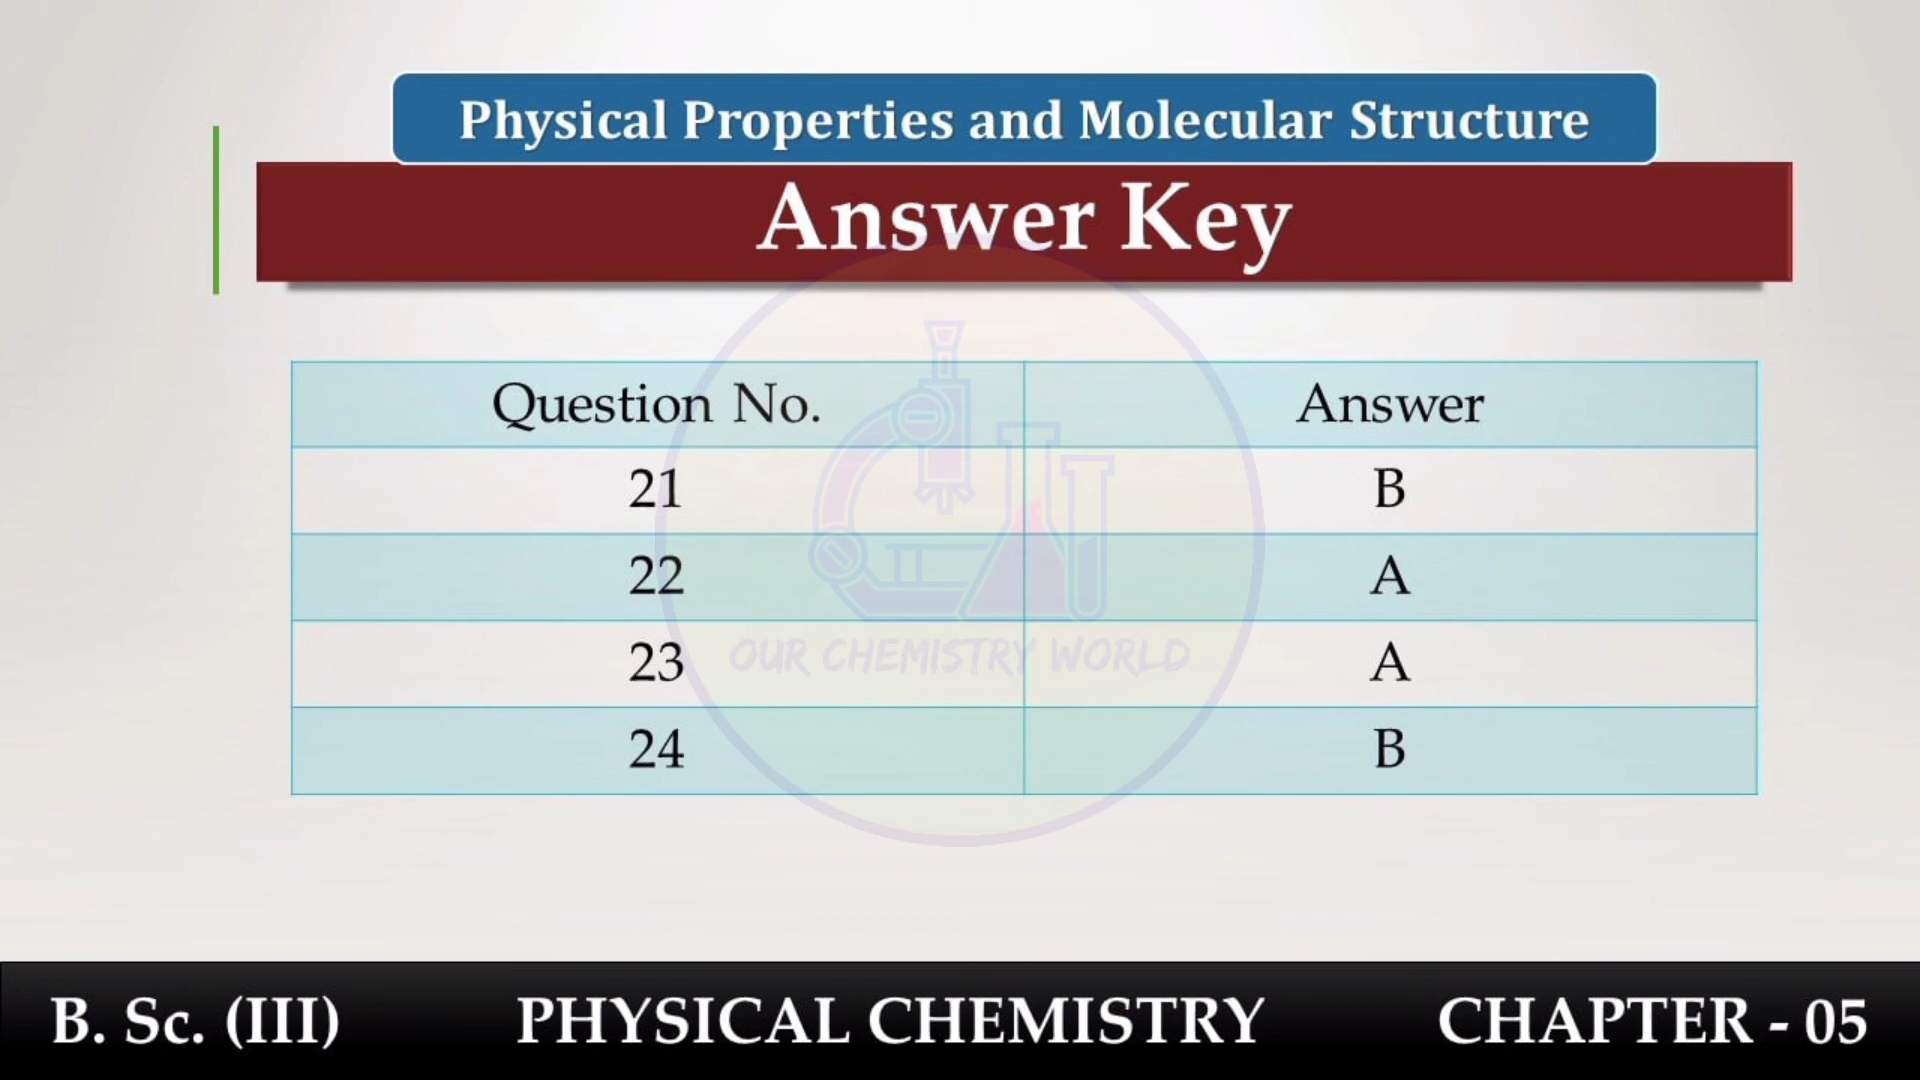 Physical Properties and Molecular Structure
Answer Key
Question No. Answer
21 B
22 A
23 A
OUR CHEMISTRY WORLD
24 B
B. Sc. (III) PHYSICAL CHEMISTRY CHAPTER - 05